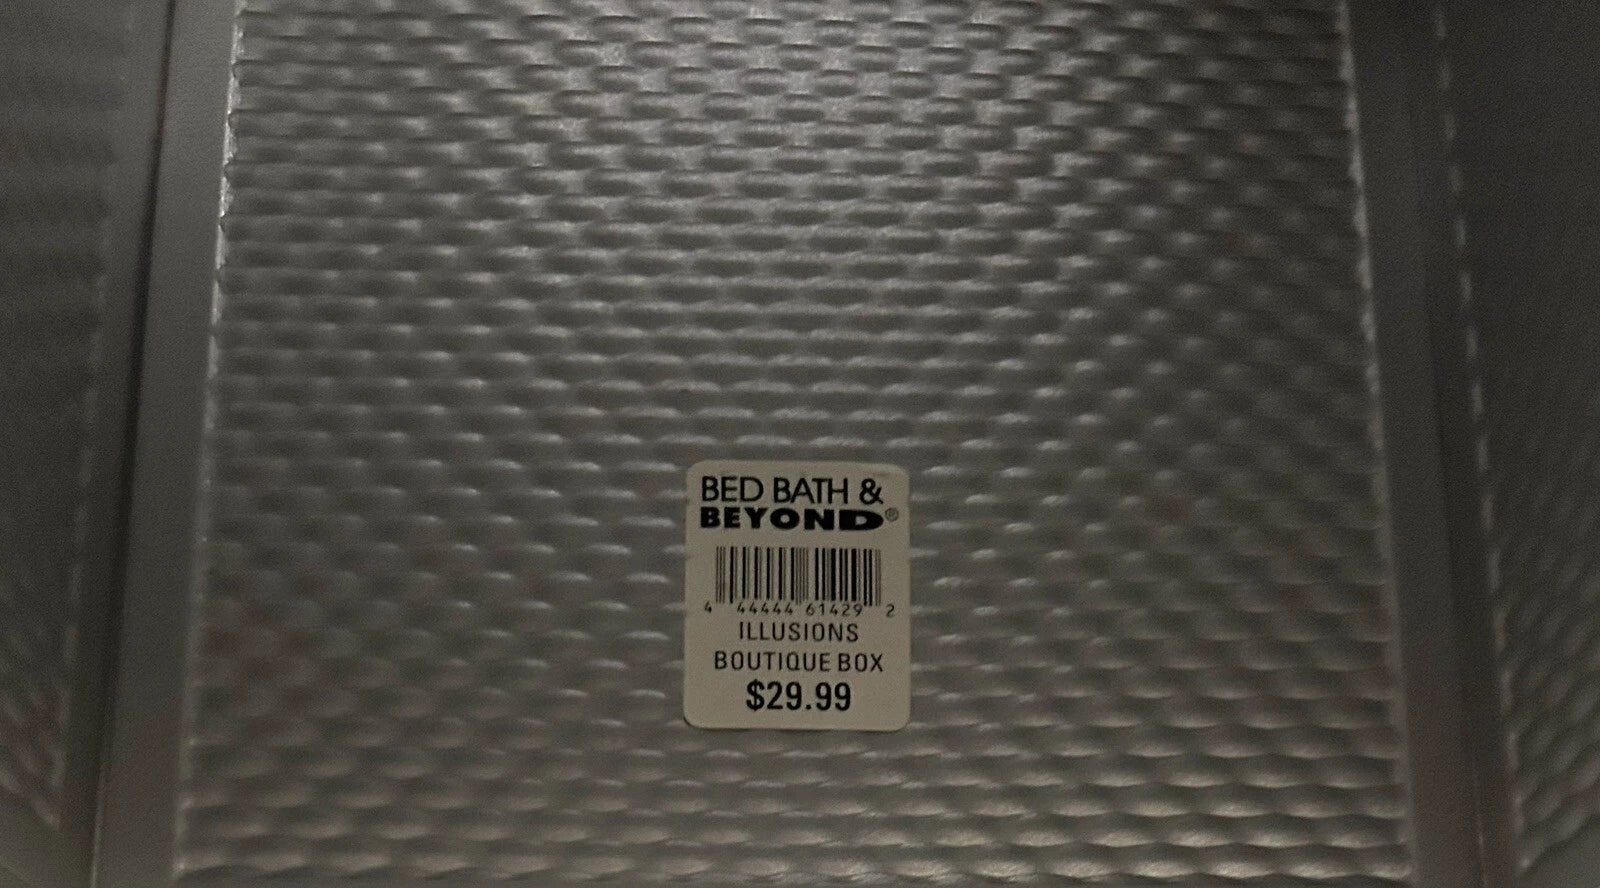 BED BATH &
BEYOND®
4 44444 61429 2
ILLUSIONS
BOUTIQUE BOX
$29.99